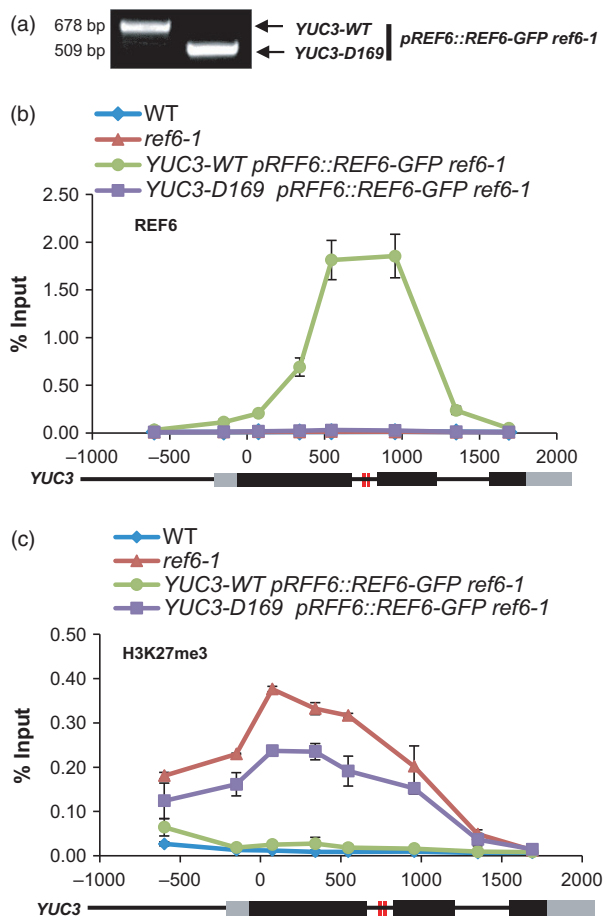 (a)
678 bp
YUC3-WT
509 bp
YUC3-D169
pREF6::REF6-GFP ref6-1
(b)
WT
ref6-1
YUC3-WT pRFF6::REF6-GFP ref6-1
YUC3-D169 pRFF6::REF6-GFP ref6-1
REF6
% Input
2.50
2.00
1.50
1.00
0.50
0.00
−1000 −500 0 500 1000 1500 2000
YUC3
(c)
WT
ref6-1
YUC3-WT pRFF6::REF6-GFP ref6-1
YUC3-D169 pRFF6::REF6-GFP ref6-1
H3K27me3
% Input
0.50
0.40
0.30
0.20
0.10
0.00
−1000 −500 0 500 1000 1500 2000
YUC3